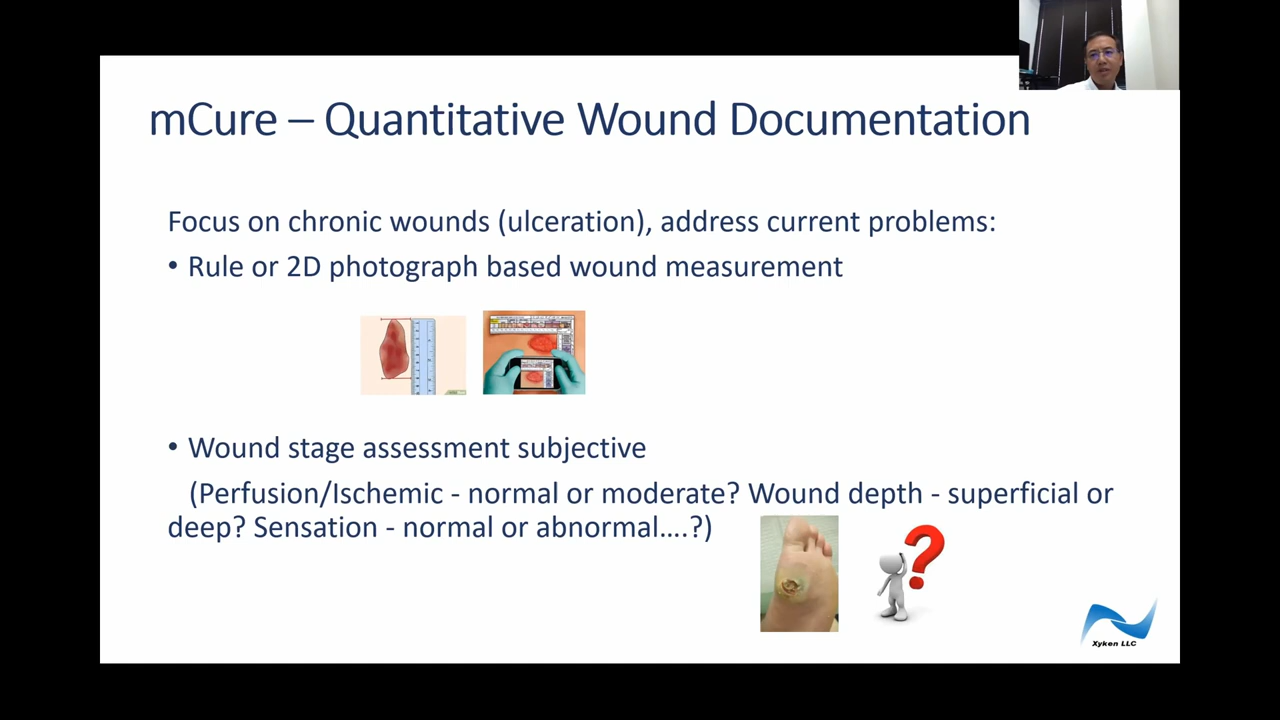 mCure – Quantitative Wound Documentation
Focus on chronic wounds (ulceration), address current problems:
• Rule or 2D photograph based wound measurement
• Wound stage assessment subjective
(Perfusion/Ischemic - normal or moderate? Wound depth - superficial or
deep? Sensation - normal or abnormal….?)
Xyken LLC